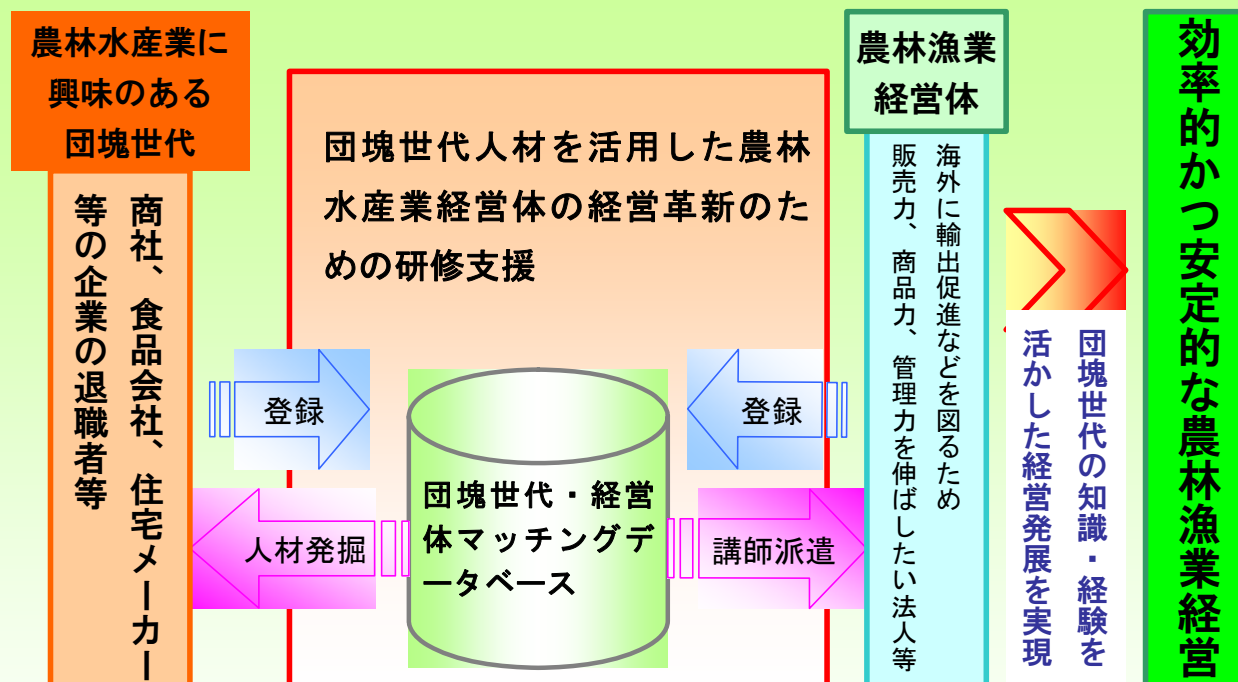 農林水産業に
興味のある
団塊世代
商社、食品会社、住宅メーカー
等の企業の退職者等
団塊世代人材を活用した農林
水産業経営体の経営革新のた
めの研修支援
登録
登録
人材発掘
団塊世代・経営
体マッチングデ
ータベース
講師派遣
農林漁業
経営体
海外に輸出促進などを図るため
販売力、商品力、管理力を伸ばしたい法人等
団塊世代の知識・経験を
活かした経営発展を実現
効率的かつ安定的な農林漁業経営